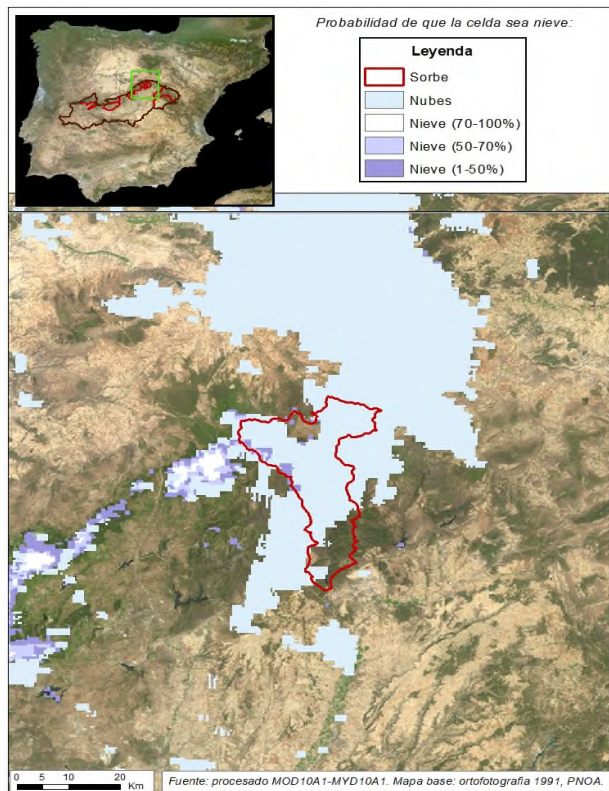 Probabilidad de que la celda sea nieve:
Leyenda
Sorbe
Nubes
Nieve (70-100%)
Nieve (50-70%)
Nieve (1-50%)
0 5 10 20
Km
Fuente: procesado MOD10A1-MYD10A1. Mapa base: ortofotografia 1991, PNOA.